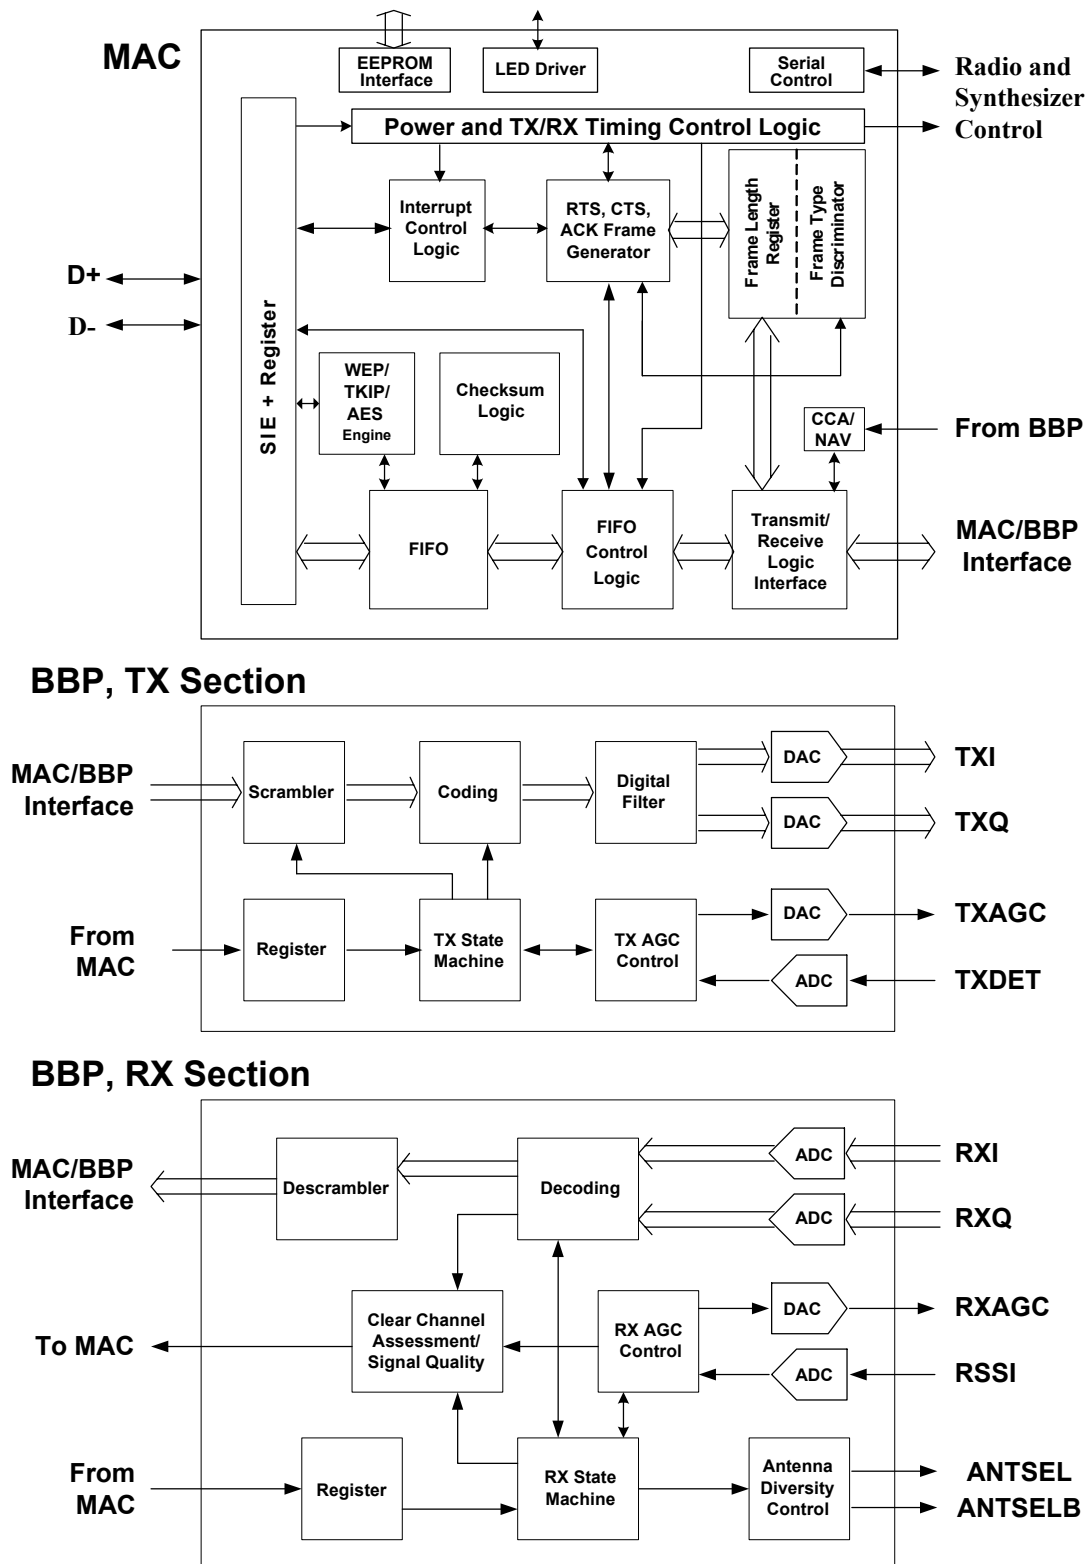 MAC
EEPROM
Interface
LED Driver
Serial
Control
Radio and
Synthesizer
Control
Power and TX/RX Timing Control Logic
Interrupt
Control
Logic
RTS, CTS,
ACK Frame
Generator
Frame Length
Register
Frame Type
Discriminator
D+
D-
SIE + Register
WEP/
TKIP/
AES
Engine
Checksum
Logic
CCA/
NAV
From BBP
FIFO
FIFO
Control
Logic
Transmit/
Receive
Logic
Interface
MAC/BBP
Interface
BBP, TX Section
MAC/BBP
Interface
Scrambler
Coding
Digital
Filter
DAC
TXI
DAC
TXQ
From
MAC
Register
TX State
Machine
TX AGC
Control
DAC
TXAGC
ADC
TXDET
BBP, RX Section
MAC/BBP
Interface
Descrambler
Decoding
ADC
RXI
ADC
RXQ
To MAC
Clear Channel
Assessment/
Signal Quality
RX AGC
Control
DAC
RXAGC
ADC
RSSI
From
MAC
Register
RX State
Machine
Antenna
Diversity
Control
ANTSEL
ANTSELB